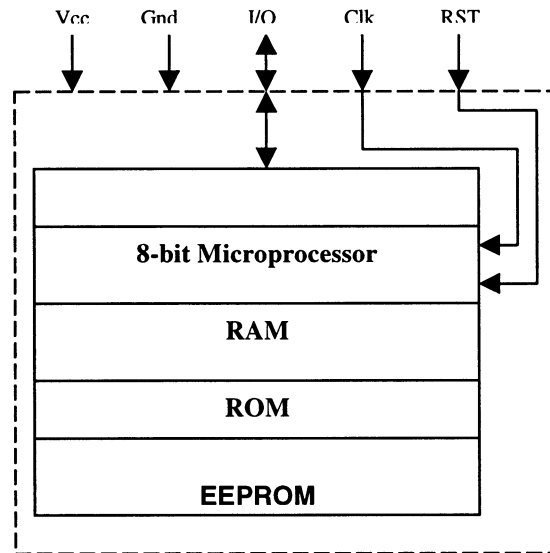 Vcc Gnd I/O Clk RST
8-bit Microprocessor
RAM
ROM
EEPROM